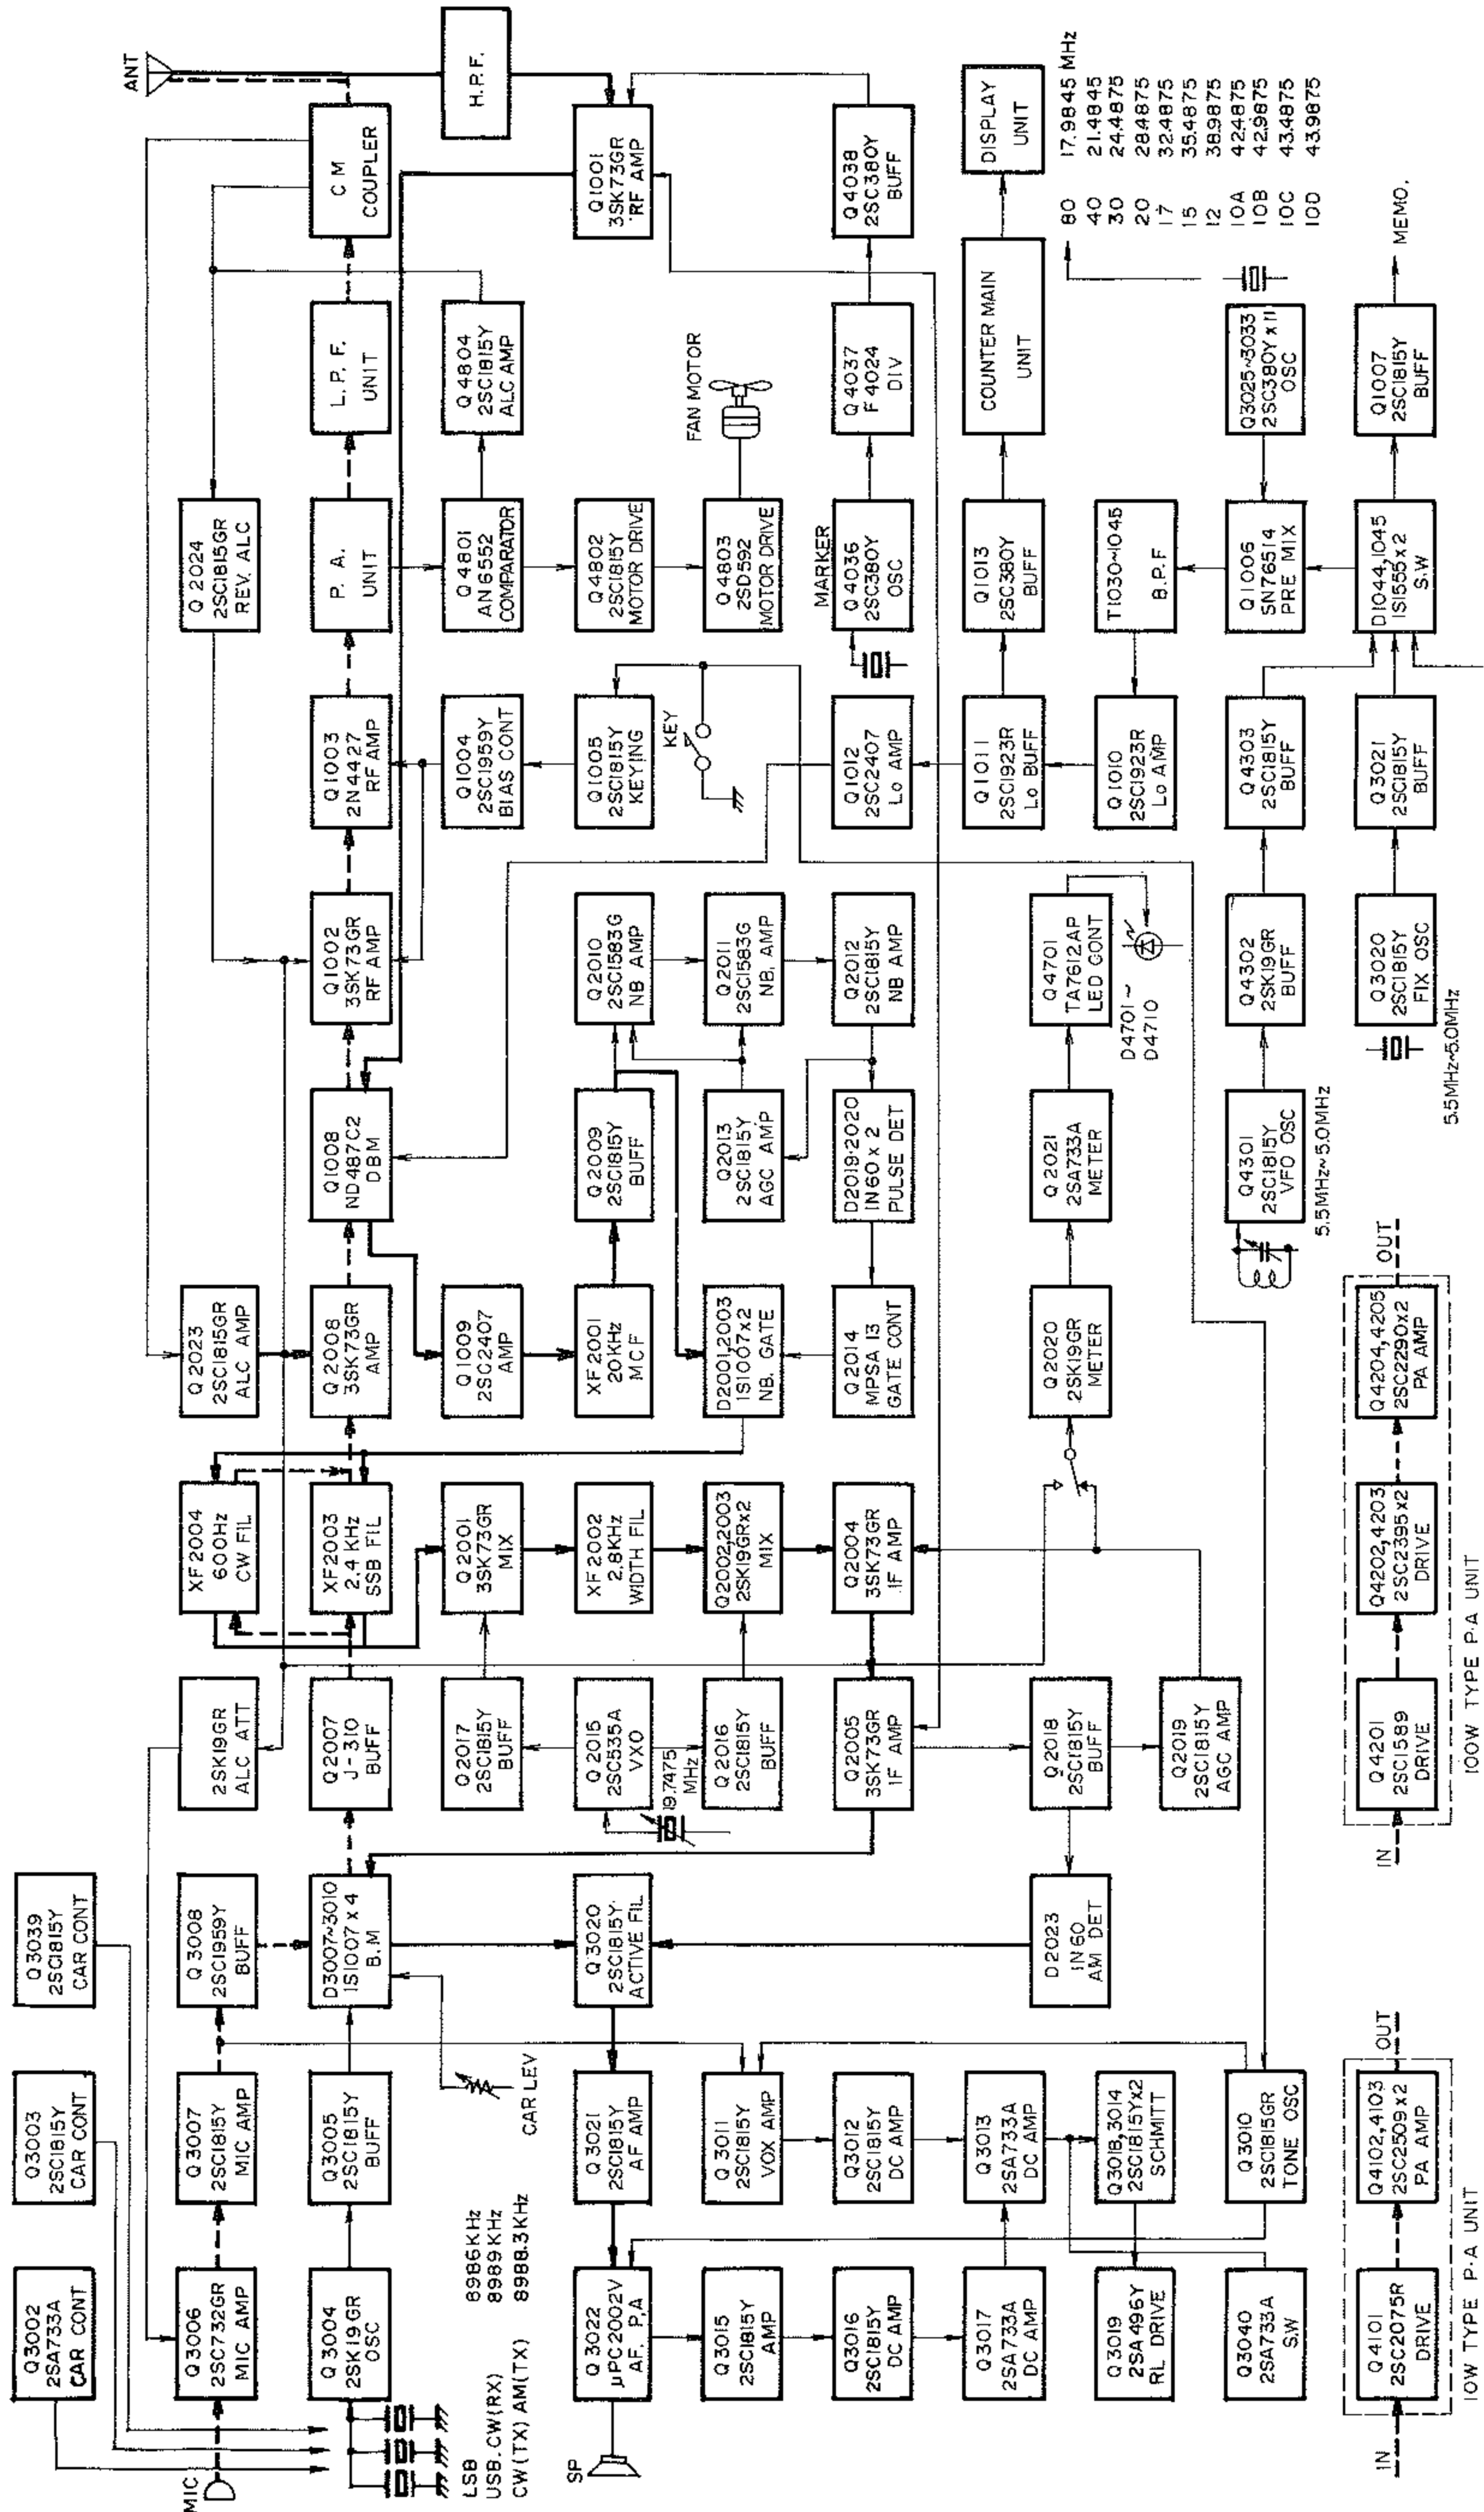 Q3002
2SA733A
CAR CONT
Q3003
2SC1815Y
CAR CONT
Q3039
2SC1815Y
CAR CONT
MIC
Q3006
2SC732GR
MIC AMP
Q3007
2SC1815Y
MIC AMP
Q3008
2SC1959Y
BUFF
2SK19GR
ALC ATT
XF2004
600Hz
CW FIL
Q2023
2SC1815GR
ALC AMP
Q2024
2SC1815GR
REV. ALC
ANT
Q3004
2SK19GR
OSC
Q3005
2SC1815Y
BUFF
D3007~3010
1S1007x4
B.M
Q2007
J-310
BUFF
XF2003
2.4KHz
SSB FIL
Q2008
3SK73GR
AMP
Q1008
ND487C2
DBM
Q1002
3SK73GR
RF AMP
Q1003
2N4427
RF AMP
P. A.
UNIT
L. P. F.
UNIT
C M
COUPLER
LSB 8986KHz
USB.CW(RX) 8989KHz
CW(TX) AM(TX) 8988.3KHz
CAR LEV
Q2017
2SC1815Y
BUFF
Q2001
3SK73GR
MIX
Q1009
2SC2407
AMP
Q1004
2SC1959Y
BIAS CONT
Q4801
AN6552
COMPARATOR
Q4804
2SC1815Y
ALC AMP
H.P.F.
SP
Q3022
μPC2002V
AF. P.A
Q3021
2SC1815Y
AF AMP
Q3020
2SC1815Y
ACTIVE FIL
Q2015
2SC535A
VXO
19.7475
MHz
XF2002
2.8KHz
WIDTH FIL
XF2001
20KHz
MCF
Q2009
2SC1815Y
BUFF
Q2010
2SC1583G
NB AMP
Q1005
2SC1815Y
KEYING
KEY
Q4802
2SC1815Y
MOTOR DRIVE
Q1001
3SK73GR
RF AMP
Q3015
2SC1815Y
AMP
Q3011
2SC1815Y
VOX AMP
Q2016
2SC1815Y
BUFF
Q2002,2003
2SK19GRx2
MIX
D2001,2003
1S1007x2
NB. GATE
Q2013
2SC1815Y
AGC AMP
Q2011
2SC1583G
NB. AMP
Q4803
2SD592
MOTOR DRIVE
FAN MOTOR
Q3016
2SC1815Y
DC AMP
Q3012
2SC1815Y
DC AMP
Q2005
3SK73GR
IF AMP
Q2004
3SK73GR
IF AMP
Q2014
MPSA 13
GATE CONT
D2019·2020
1N60 x 2
PULSE DET
Q2012
2SC1815Y
NB AMP
Q1012
2SC2407
Lo AMP
MARKER
Q4036
2SC380Y
OSC
Q4037
F4024
DIV
Q4038
2SC380Y
BUFF
Q3017
2SA733A
DC AMP
Q3013
2SA733A
DC AMP
Q1011
2SC1923R
Lo BUFF
Q1013
2SC380Y
BUFF
COUNTER MAIN
UNIT
DISPLAY
UNIT
Q3019
2SA496Y
RL DRIVE
Q3018,3014
2SC1815Yx2
SCHMITT
D2023
1N60
AM DET
Q2018
2SC1815Y
BUFF
Q2020
2SK19GR
METER
Q2021
2SA733A
METER
Q4701
TA7612AP
LED CONT
D4701~
D4710
Q1010
2SC1923R
Lo AMP
T1030~1045
B.P.F
80 17.9845 MHz
40 21.4845
30 24.4875
20 28.4875
17 32.4875
15 35.4875
12 38.9875
10A 42.4875
10B 42.9875
10C 43.4875
10D 43.9875
Q3040
2SA733A
S.W
Q3010
2SC1815GR
TONE OSC
Q2019
2SC1815Y
AGC AMP
Q4301
2SC1815Y
VFO OSC
5.5MHz~5.0MHz
Q4302
2SK19GR
BUFF
Q4303
2SC1815Y
BUFF
Q1006
SN76514
PRE MIX
Q3025~3033
2SC380Y x 11
OSC
IN
Q4101
2SC2075R
DRIVE
Q4102,4103
2SC2509x2
PA AMP
OUT
10W TYPE P·A UNIT
IN
Q4201
2SC1589
DRIVE
Q4202,4203
2SC2395x2
DRIVE
Q4204,4205
2SC2290x2
PA AMP
OUT
100W TYPE P·A UNIT
Q3020
2SC1815Y
FIX OSC
5.5MHz~5.0MHz
Q3021
2SC1815Y
BUFF
D1044,1045
1S1555x2
S.W
Q1007
2SC1815Y
BUFF
MEMO.